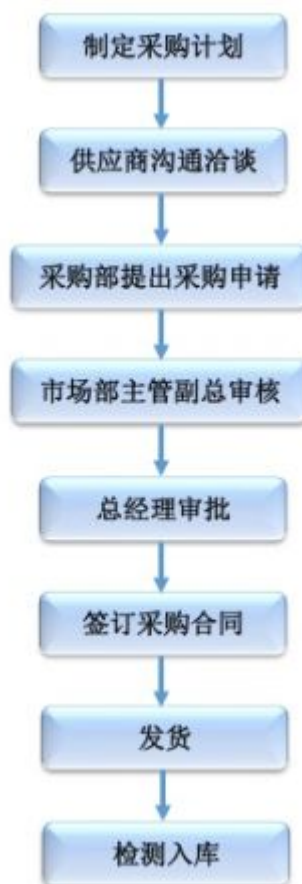 制定采购计划
供应商沟通洽谈
采购部提出采购申请
市场部主管副总审核
总经理审批
签订采购合同
发货
检测入库